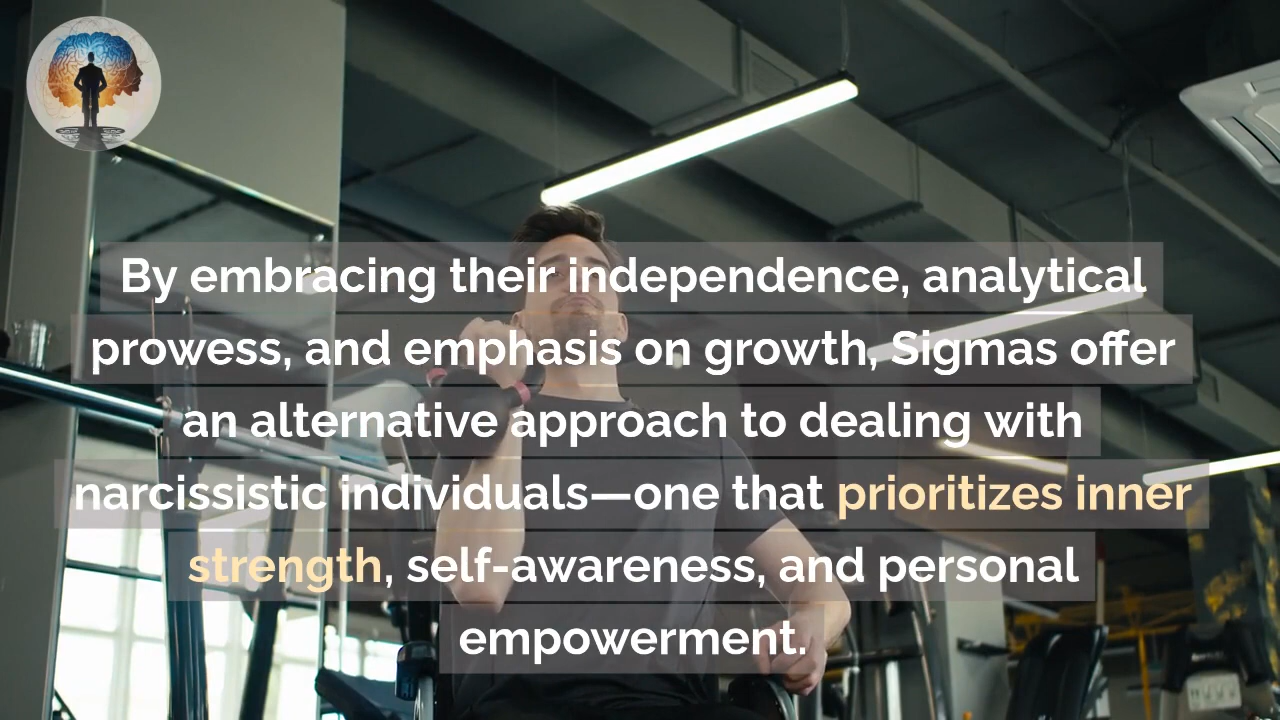 By embracing their independence, analytical
prowess, and emphasis on growth, Sigmas offer
an alternative approach to dealing with
narcissistic individuals—one that prioritizes inner
strength, self-awareness, and personal
empowerment.